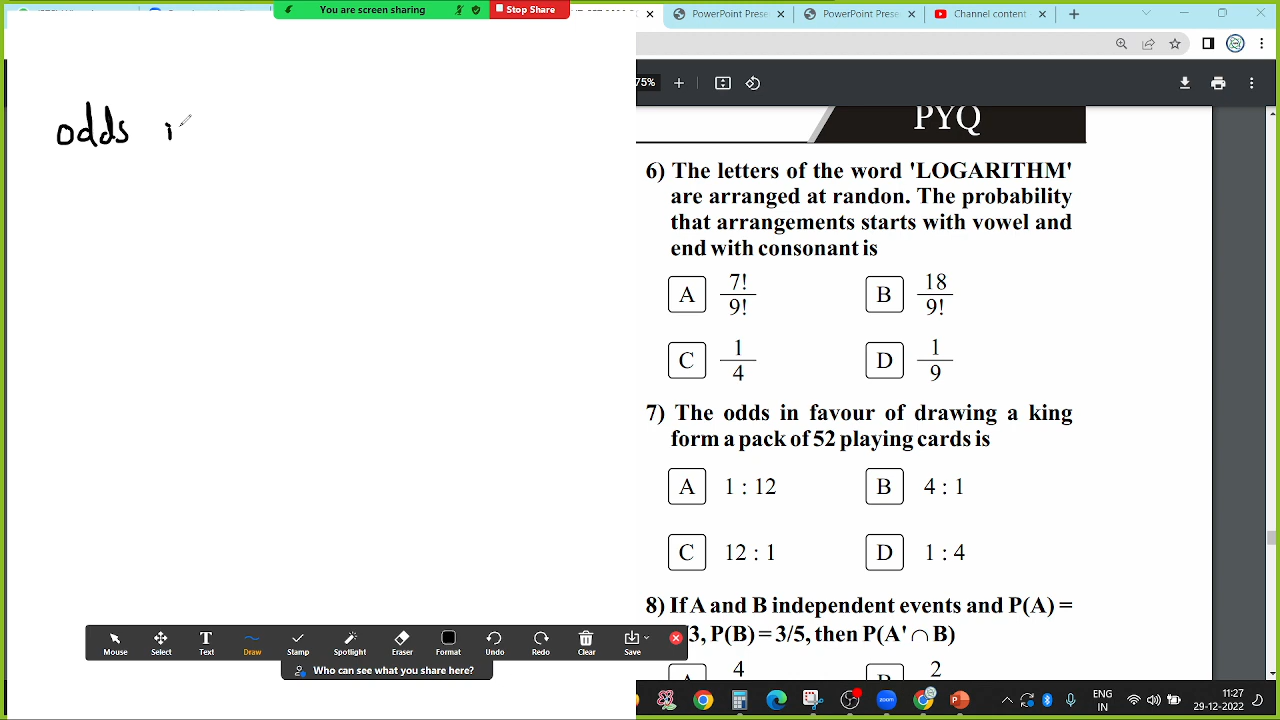 You are screen sharing
Stop Share
PowerPoint Prese
PowerPoint Prese
Channel content
75%
odds i
PYQ
6) The letters of the word 'LOGARITHM'
are arranged at randon. The probability
that arrangements starts with vowel and
end with consonant is
A 7!/9!
B 18/9!
C 1/4
D 1/9
7) The odds in favour of drawing a king
form a pack of 52 playing cards is
A 1 : 12
B 4 : 1
C 12 : 1
D 1 : 4
8) If A and B independent events and P(A) =
3, P(B) = 3/5, then P(A' ∩ B)
A 4
B 2
Mouse Select Text Draw Stamp Spotlight Eraser Format Undo Redo Clear Save
Who can see what you share here?
zoom
ENG
IN
11:27
29-12-2022